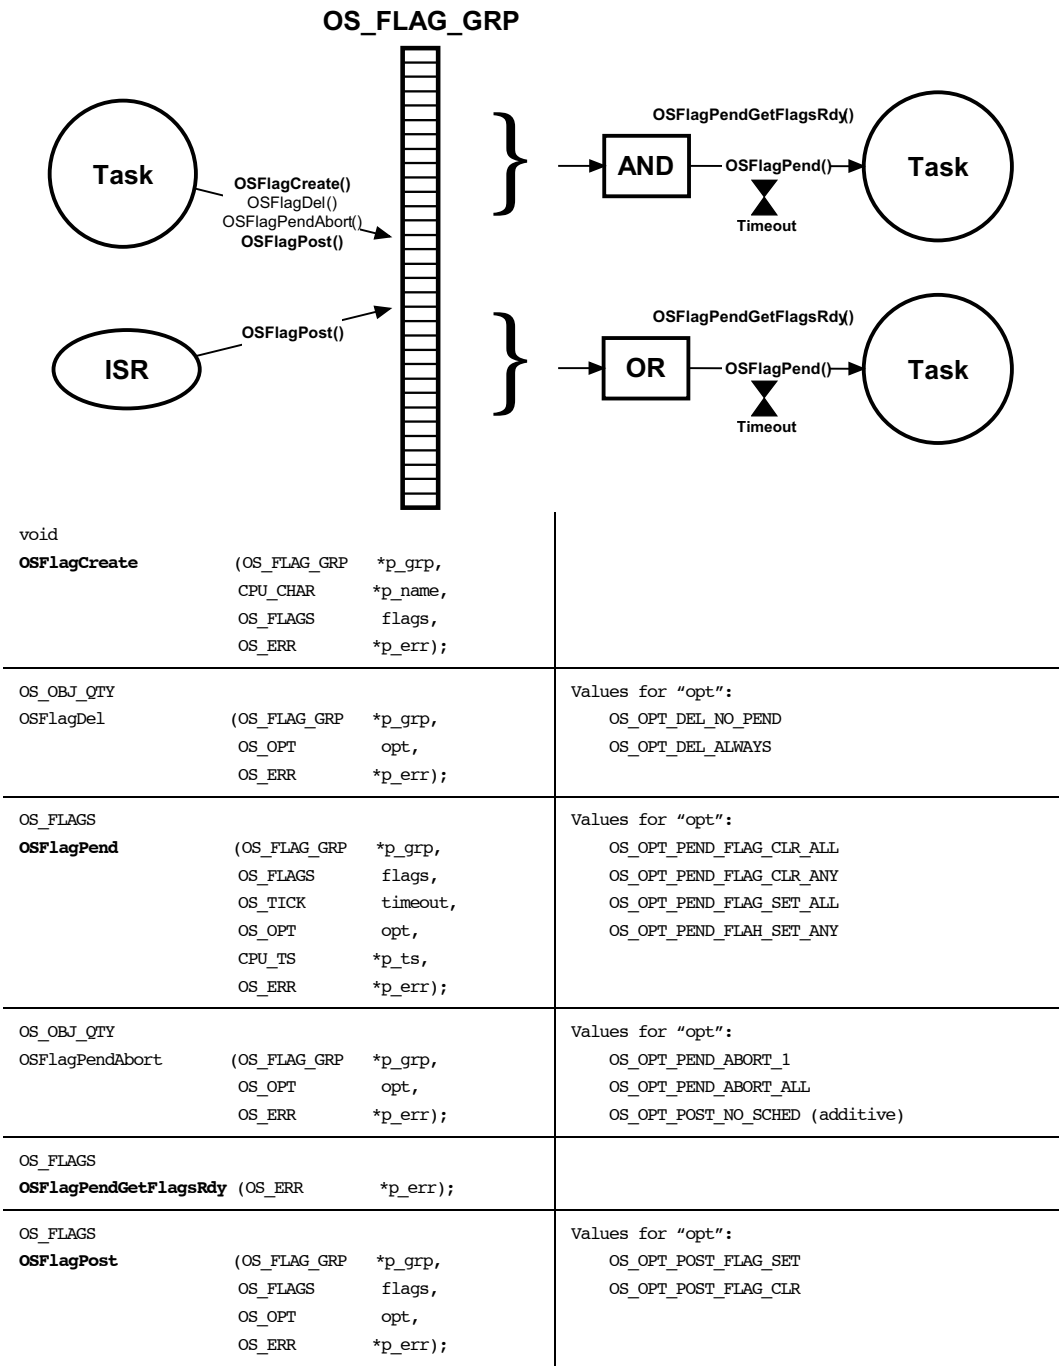 OS_FLAG_GRP
Task
OSFlagCreate()
OSFlagDel()
OSFlagPendAbort()
OSFlagPost()
ISR
OSFlagPost()
}
AND
OSFlagPendGetFlagsRdy()
OSFlagPend()
Timeout
Task
}
OR
OSFlagPendGetFlagsRdy()
OSFlagPend()
Timeout
Task
void
OSFlagCreate (OS_FLAG_GRP *p_grp,
CPU_CHAR *p_name,
OS_FLAGS flags,
OS_ERR *p_err);
OS_OBJ_QTY Values for “opt”:
OSFlagDel (OS_FLAG_GRP *p_grp, OS_OPT_DEL_NO_PEND
OS_OPT opt, OS_OPT_DEL_ALWAYS
OS_ERR *p_err);
OS_FLAGS Values for “opt”:
OSFlagPend (OS_FLAG_GRP *p_grp, OS_OPT_PEND_FLAG_CLR_ALL
OS_FLAGS flags, OS_OPT_PEND_FLAG_CLR_ANY
OS_TICK timeout, OS_OPT_PEND_FLAG_SET_ALL
OS_OPT opt, OS_OPT_PEND_FLAH_SET_ANY
CPU_TS *p_ts,
OS_ERR *p_err);
OS_OBJ_QTY Values for “opt”:
OSFlagPendAbort (OS_FLAG_GRP *p_grp, OS_OPT_PEND_ABORT_1
OS_OPT opt, OS_OPT_PEND_ABORT_ALL
OS_ERR *p_err); OS_OPT_POST_NO_SCHED (additive)
OS_FLAGS
OSFlagPendGetFlagsRdy (OS_ERR *p_err);
OS_FLAGS Values for “opt”:
OSFlagPost (OS_FLAG_GRP *p_grp, OS_OPT_POST_FLAG_SET
OS_FLAGS flags, OS_OPT_POST_FLAG_CLR
OS_OPT opt,
OS_ERR *p_err);